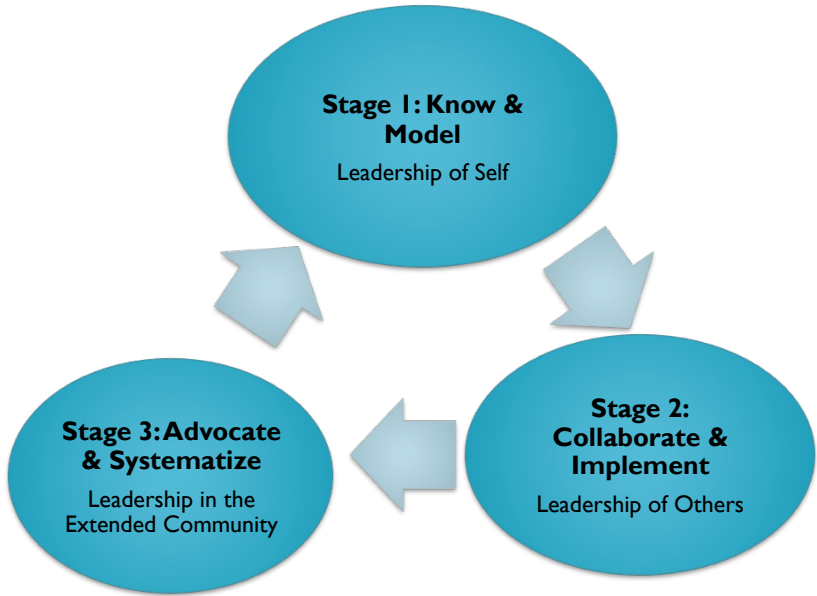 Stage 1: Know &
Model
Leadership of Self
Stage 2:
Collaborate &
Implement
Leadership of Others
Stage 3: Advocate
& Systematize
Leadership in the
Extended Community